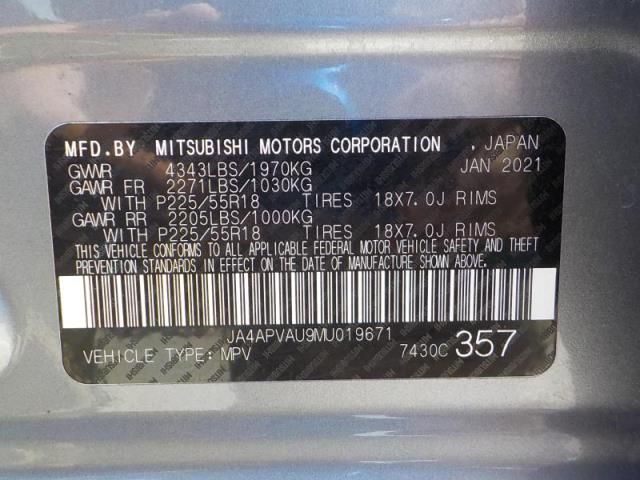 MFD. BY MITSUBISHI MOTORS CORPORATION . JAPAN
GVWR 4343LBS/1970KG JAN 2021
GAWR FR 2271LBS/1030KG
WITH P225/55R18 TIRES 18X7.0J RIMS
GAWR RR 2205LBS/1000KG
WITH P225/55R18 TIRES 18X7.0J RIMS
THIS VEHICLE CONFORMS TO ALL APPLICABLE FEDERAL MOTOR VEHICLE SAFETY AND THEFT
PREVENTION STANDARDS IN EFFECT ON THE DATE OF MANUFACTURE SHOWN ABOVE.
JA4APVAU9MU019671
VEHICLE TYPE: MPV 7430C 357